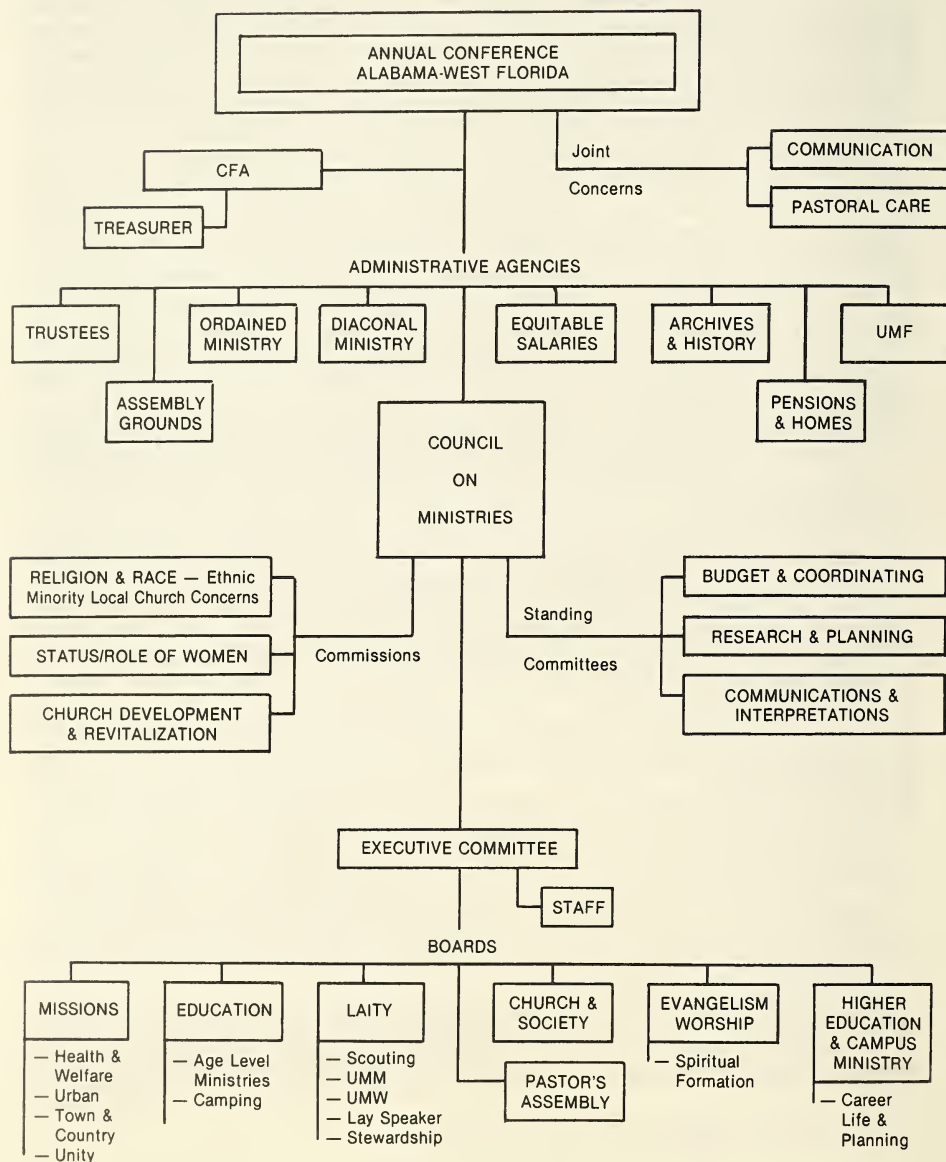 ANNUAL CONFERENCE
ALABAMA-WEST FLORIDA
Joint
Concerns
COMMUNICATION
PASTORAL CARE
CFA
TREASURER
ADMINISTRATIVE AGENCIES
TRUSTEES
ORDAINED
MINISTRY
DIACONAL
MINISTRY
EQUITABLE
SALARIES
ARCHIVES
& HISTORY
UMF
ASSEMBLY
GROUNDS
PENSIONS
& HOMES
COUNCIL
ON
MINISTRIES
RELIGION & RACE — Ethnic
Minority Local Church Concerns
STATUS/ROLE OF WOMEN
CHURCH DEVELOPMENT
& REVITALIZATION
Commissions
Standing
Committees
BUDGET & COORDINATING
RESEARCH & PLANNING
COMMUNICATIONS &
INTERPRETATIONS
EXECUTIVE COMMITTEE
STAFF
BOARDS
MISSIONS
— Health &
Welfare
— Urban
— Town &
Country
— Unity
EDUCATION
— Age Level
Ministries
— Camping
LAITY
— Scouting
— UMM
— UMW
— Lay Speaker
— Stewardship
CHURCH &
SOCIETY
PASTOR'S
ASSEMBLY
EVANGELISM
WORSHIP
— Spiritual
Formation
HIGHER
EDUCATION
& CAMPUS
MINISTRY
— Career
Life &
Planning